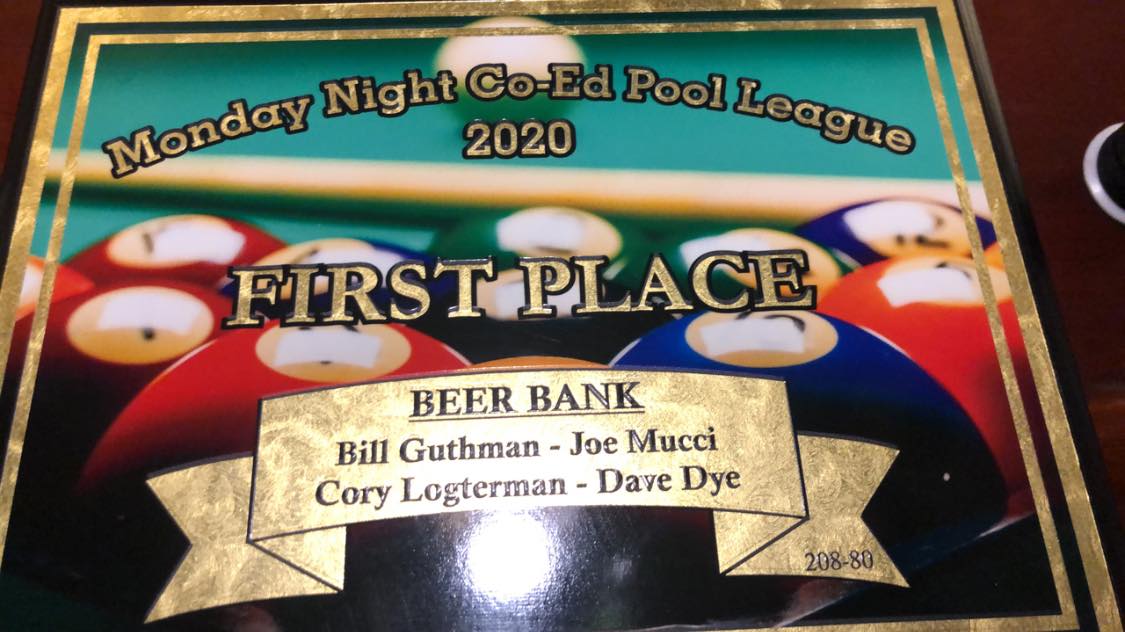 Monday Night Co-Ed Pool League
2020
FIRST PLACE
BEER BANK
Bill Guthman - Joe Mucci
Cory Logterman - Dave Dye
208-80